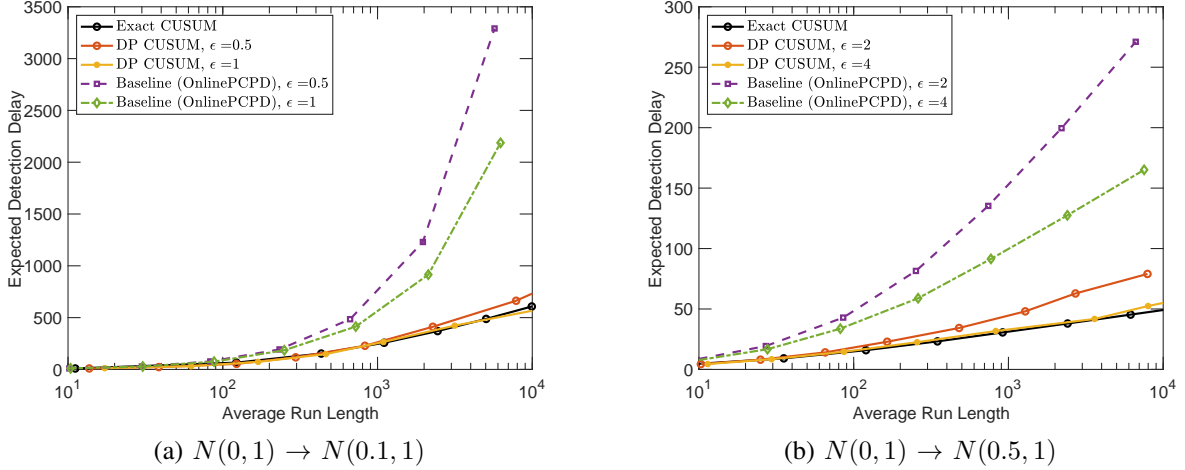 Exact CUSUM
DP CUSUM, ϵ =0.5
DP CUSUM, ϵ =1
Baseline (OnlinePCPD), ϵ =0.5
Baseline (OnlinePCPD), ϵ =1
3500
3000
2500
2000
1500
1000
500
0
Expected Detection Delay
10^1
10^2
10^3
10^4
Average Run Length
(a) N(0, 1) → N(0.1, 1)
Exact CUSUM
DP CUSUM, ϵ =2
DP CUSUM, ϵ =4
Baseline (OnlinePCPD), ϵ =2
Baseline (OnlinePCPD), ϵ =4
300
250
200
150
100
50
0
Expected Detection Delay
10^1
10^2
10^3
10^4
Average Run Length
(b) N(0, 1) → N(0.5, 1)